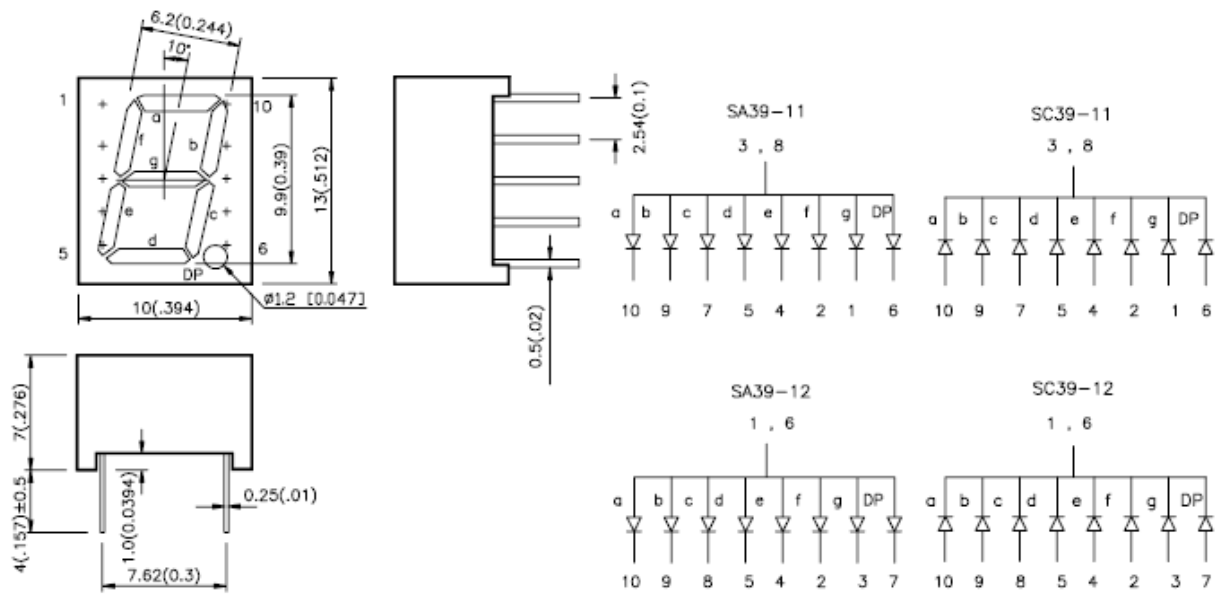 6.2(0.244)
10°
1
10
a
f
b
g
e
c
d
5
6
DP
9.9(0.39)
13(.512)
ø1.2 [0.047]
10(.394)
2.54(0.1)
0.5(.02)
7(.276)
4(.157)±0.5
1.0(0.0394)
0.25(.01)
7.62(0.3)
SA39-11
3 , 8
a b c d e f g DP
10 9 7 5 4 2 1 6
SC39-11
3 , 8
a b c d e f g DP
10 9 7 5 4 2 1 6
SA39-12
1 , 6
a b c d e f g DP
10 9 8 5 4 2 3 7
SC39-12
1 , 6
a b c d e f g DP
10 9 8 5 4 2 3 7